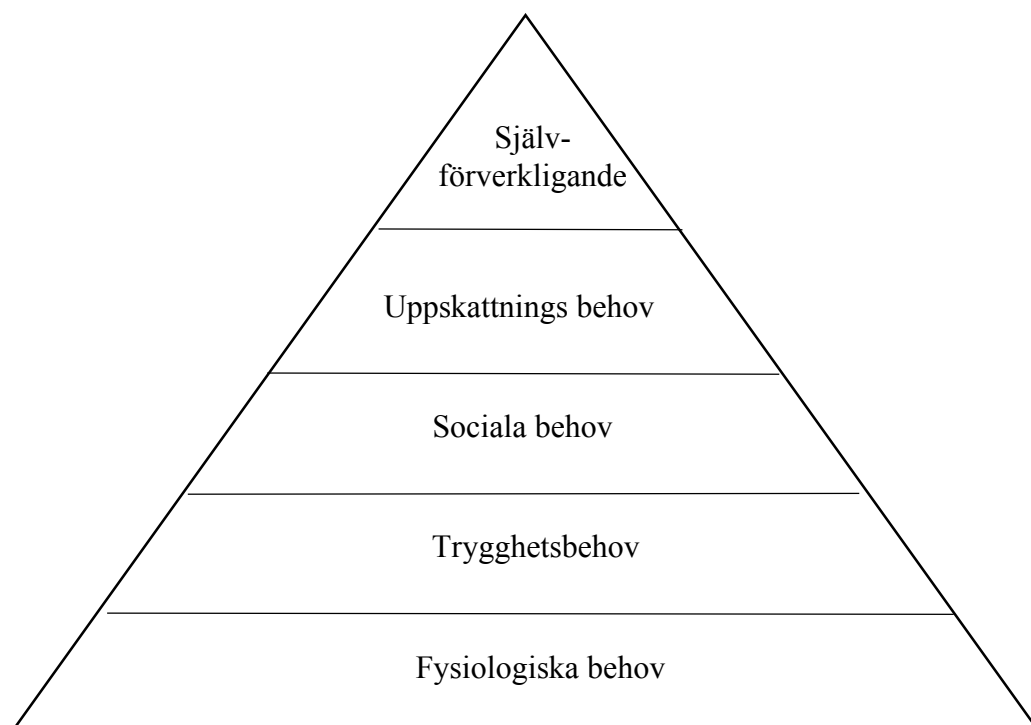 Själv-
förverkligande
Uppskattnings behov
Sociala behov
Trygghetsbehov
Fysiologiska behov